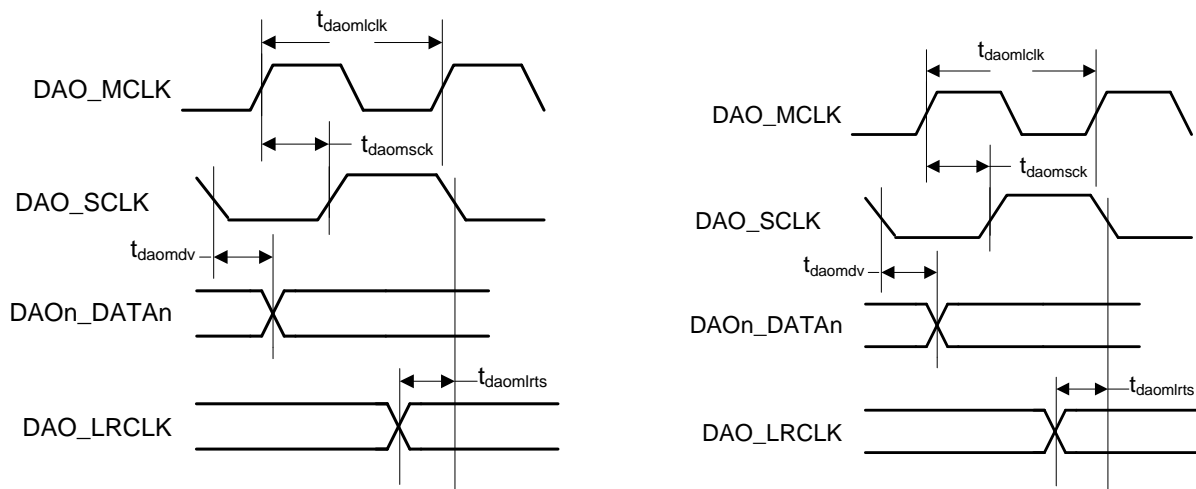 tdaomlclk
DAO_MCLK
tdaomsck
DAO_SCLK
tdaomdv
DAOn_DATAn
tdaomlrts
DAO_LRCLK
tdaomlclk
DAO_MCLK
tdaomsck
DAO_SCLK
tdaomdv
DAOn_DATAn
tdaomlrts
DAO_LRCLK